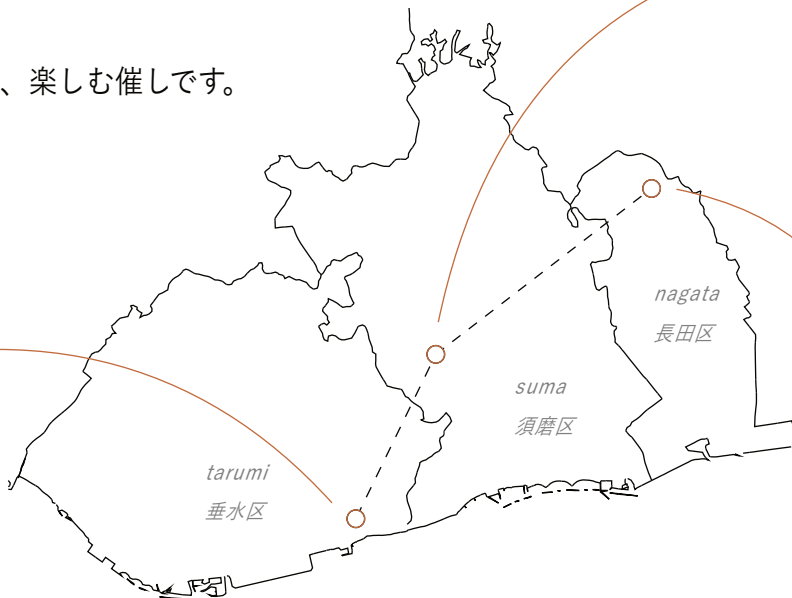 、楽しむ催しです。
nagata
長田区
suma
須磨区
tarumi
垂水区